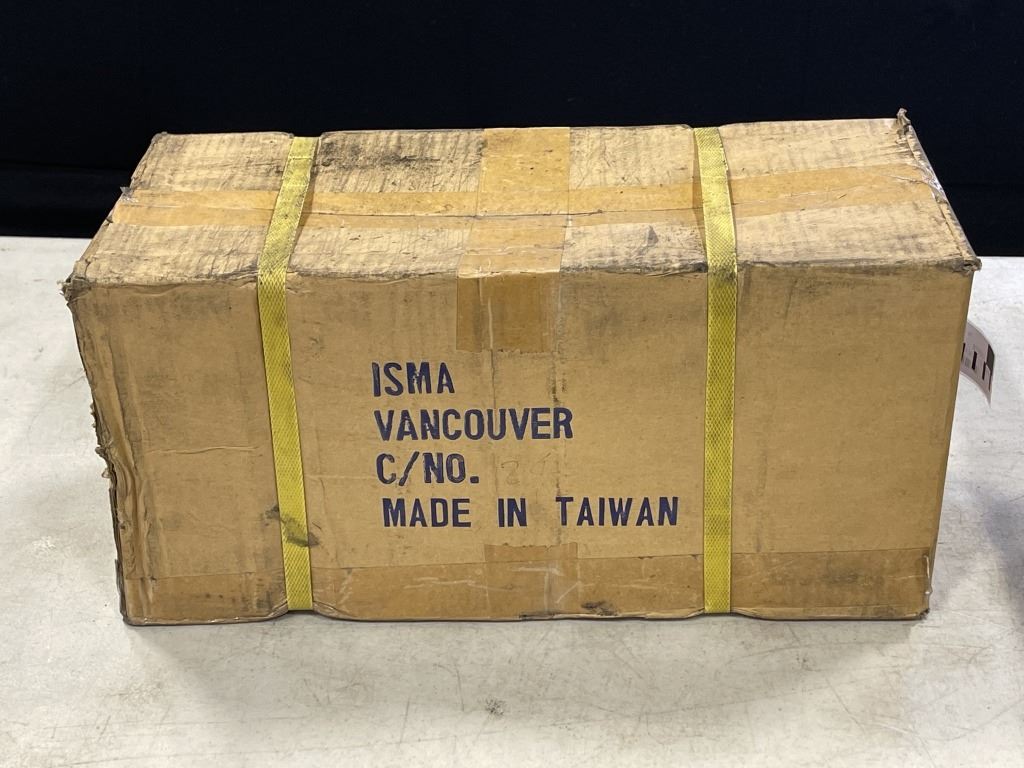 ISMA
VANCOUVER
C/NO.
MADE IN TAIWAN